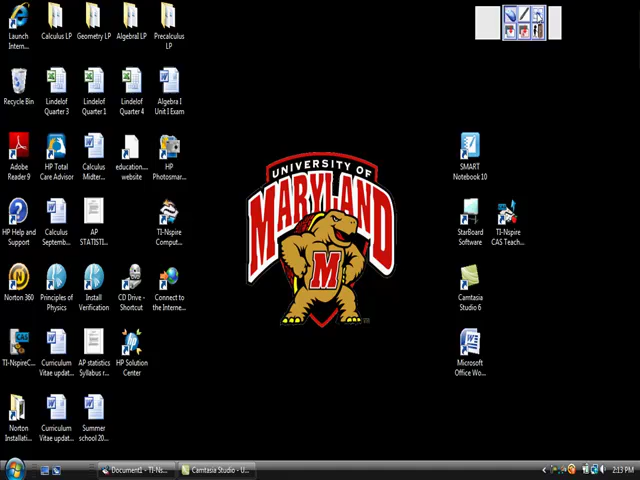 Launch
Intern...
Calculus LP
Geometry LP
AlgebraI LP
Precalculus
LP
Recycle Bin
Lindelof
Quarter 3
Lindelof
Quarter 1
Lindelof
Quarter 4
Algebra I
Unit I Exam
Adobe
Reader 9
HP Total
Care Advisor
Calculus
Midter...
education....
website
HP
Photosmar...
SMART
Notebook 10
UNIVERSITY OF
MARYLAND
M
HP Help and
Support
Calculus
Septemb...
AP
STATISTI...
TI-Nspire
Comput...
StarBoard
Software
TI-Nspire
CAS Teach...
Norton 360
Principles of
Physics
Install
Verification
CD Drive -
Shortcut
Connect to
the Interne...
Camtasia
Studio 6
TI-NspireC...
Curriculum
Vitae updat...
AP statistics
Syllabus r...
HP Solution
Center
Microsoft
Office Wo...
Norton
Installati...
Curriculum
Vitae updat...
Summer
school 20...
Document1 - TI-Ns...
Camtasia Studio - U...
2:13 PM